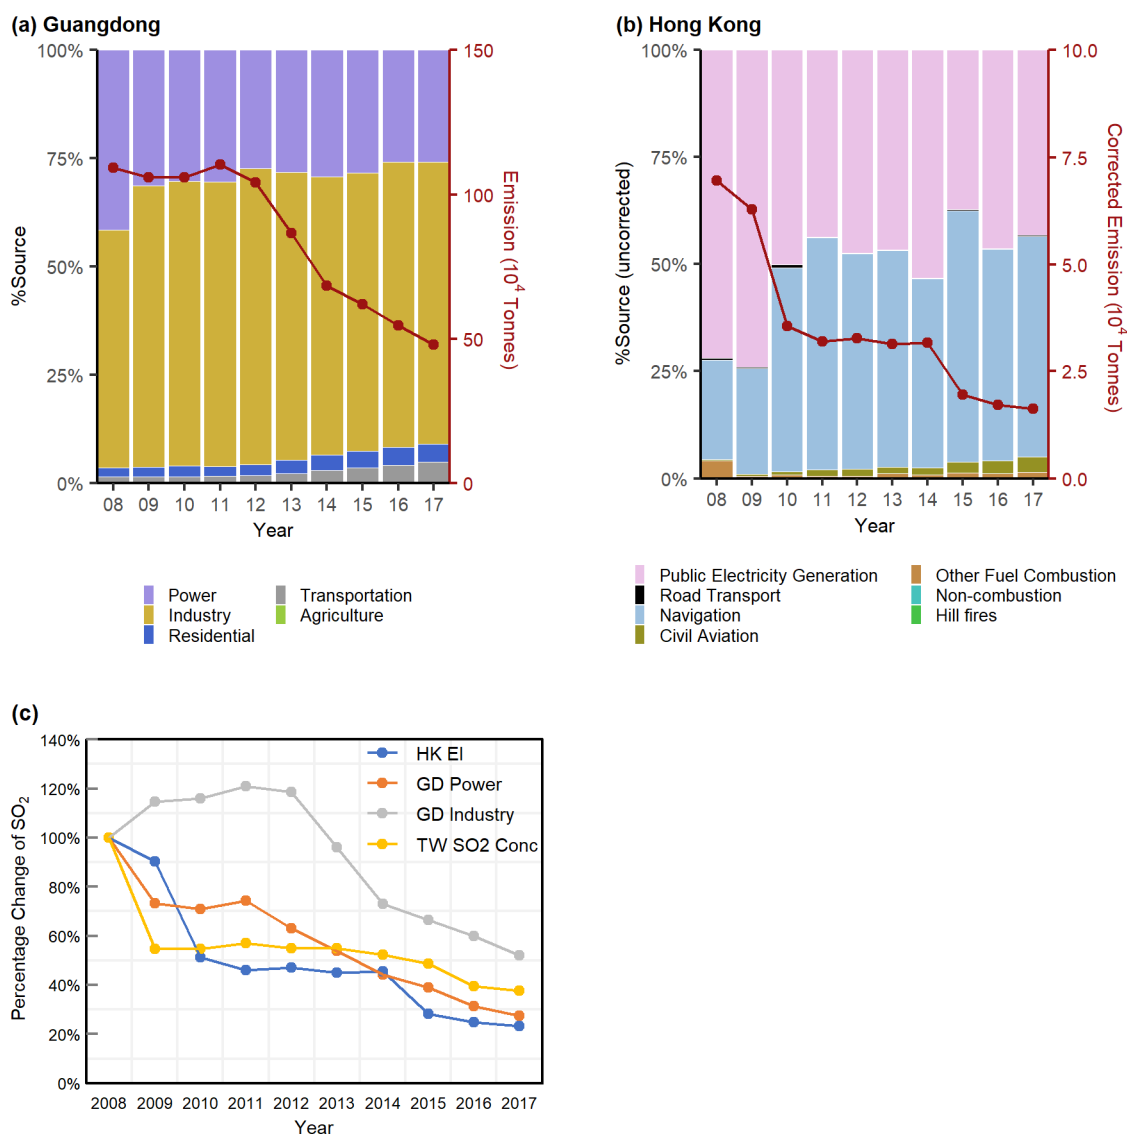 (a) Guangdong
100%
75%
50%
25%
0%
%Source
150
100
50
0
Emission (10⁴ Tonnes)
08 09 10 11 12 13 14 15 16 17
Year
Power
Industry
Residential
Transportation
Agriculture
(b) Hong Kong
100%
75%
50%
25%
0%
%Source (uncorrected)
10.0
7.5
5.0
2.5
0.0
Corrected Emission (10⁴ Tonnes)
08 09 10 11 12 13 14 15 16 17
Year
Public Electricity Generation
Road Transport
Navigation
Civil Aviation
Other Fuel Combustion
Non-combustion
Hill fires
(c)
140%
120%
100%
80%
60%
40%
20%
0%
Percentage Change of SO₂
HK EI
GD Power
GD Industry
TW SO2 Conc
2008 2009 2010 2011 2012 2013 2014 2015 2016 2017
Year